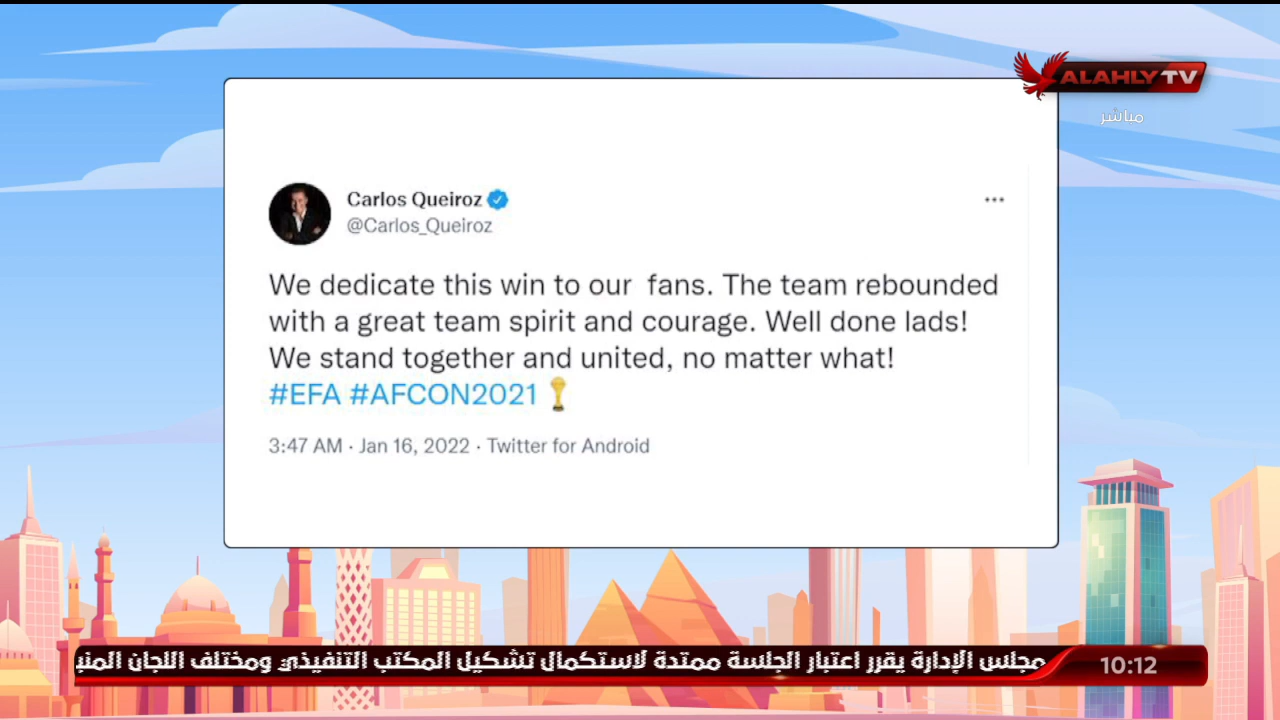 ALAHLY TV
مباشر
Carlos Queiroz
@Carlos_Queiroz
We dedicate this win to our fans. The team rebounded
with a great team spirit and courage. Well done lads!
We stand together and united, no matter what!
#EFA #AFCON2021
3:47 AM · Jan 16, 2022 · Twitter for Android
مجلس الإدارة يقرر اعتبار الجلسة ممتدة لاستكمال تشكيل المكتب التنفيذي ومختلف اللجان
10:12